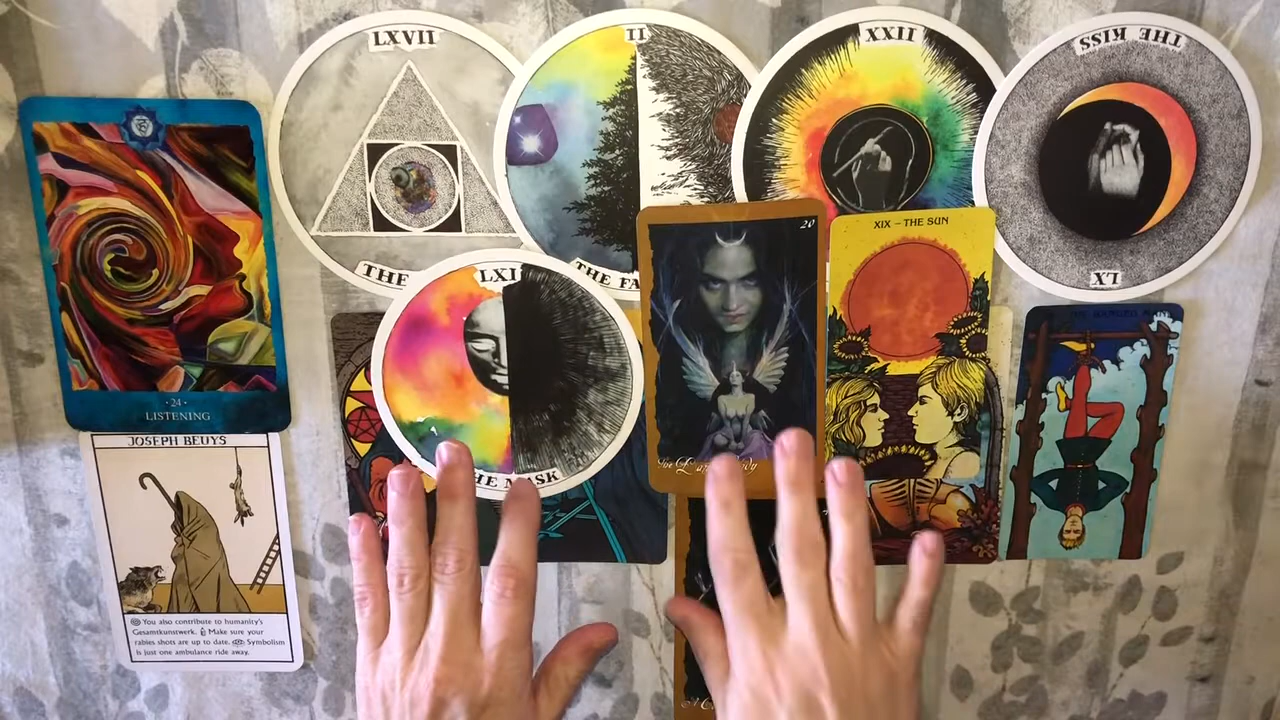 LXVII
THE
II
THE FA
XXII
THE KISS
LX
LXI
THE MASK
· 24 ·
LISTENING
20
XIX – THE SUN
JOSEPH BEUYS
You also contribute to humanity's
Gesamtkunstwerk. Make sure your
rabies shots are up to date. Symbolism
is just one ambulance ride away.